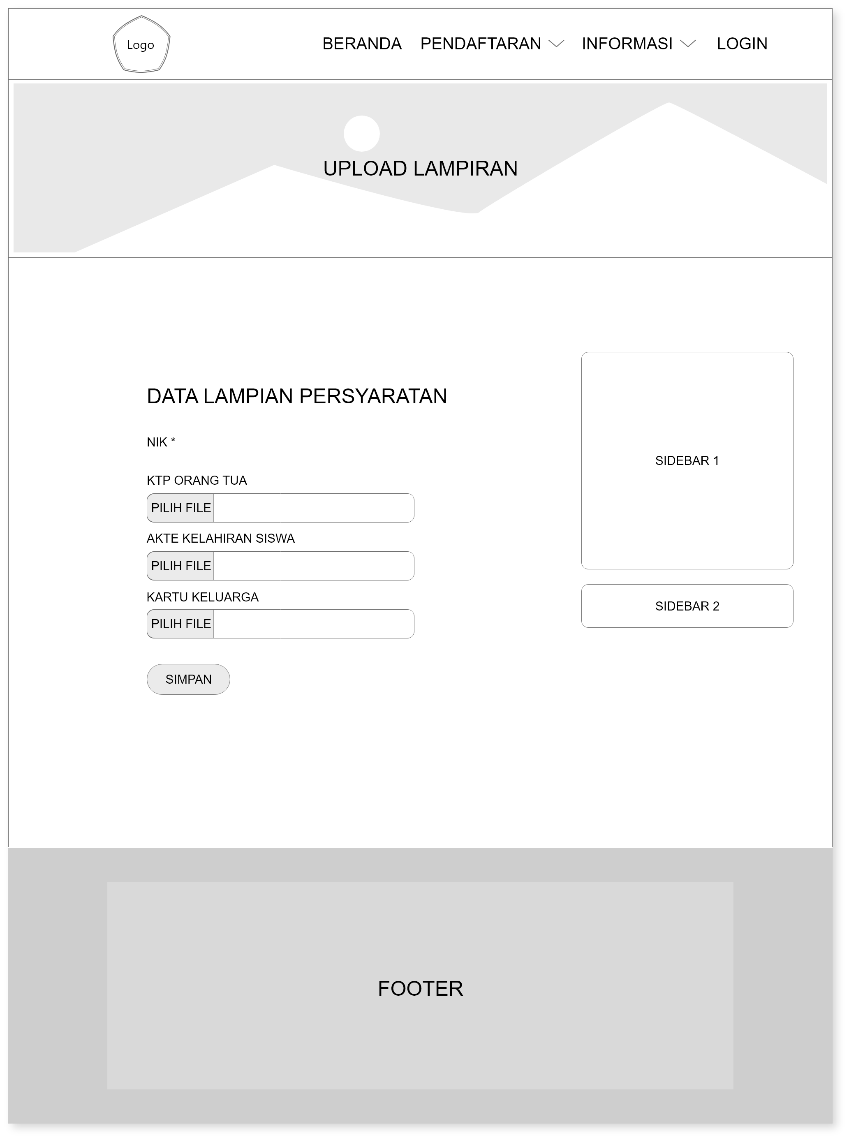 Logo
BERANDA PENDAFTARAN INFORMASI LOGIN
UPLOAD LAMPIRAN
DATA LAMPIAN PERSYARATAN
NIK *
KTP ORANG TUA
PILIH FILE
AKTE KELAHIRAN SISWA
PILIH FILE
KARTU KELUARGA
PILIH FILE
SIMPAN
SIDEBAR 1
SIDEBAR 2
FOOTER